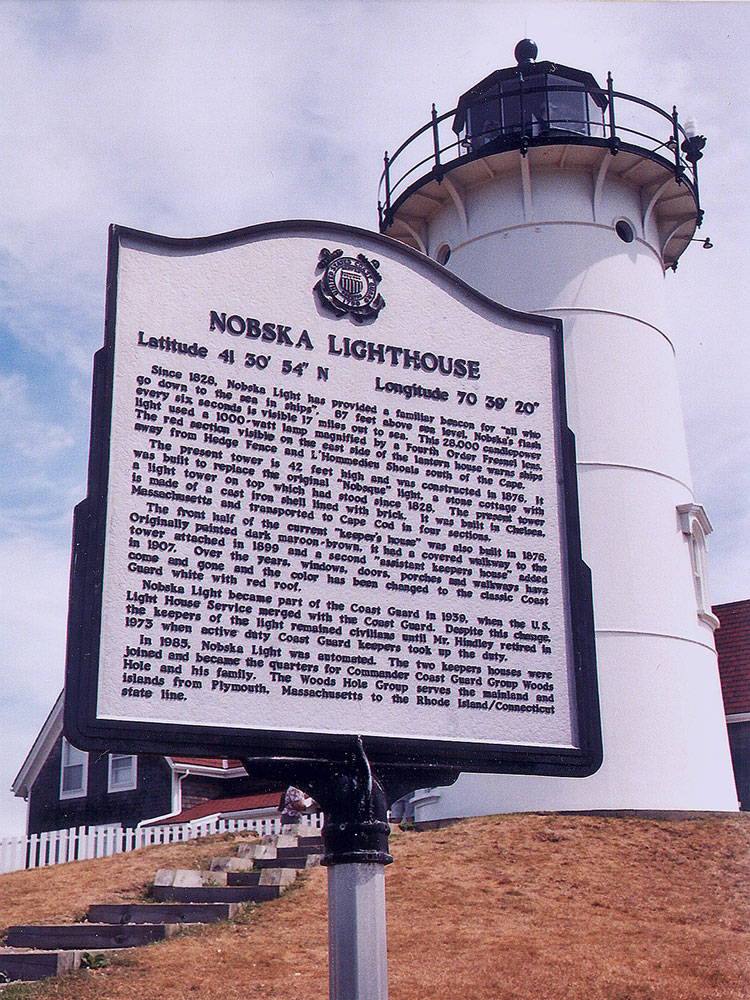 UNITED STATES COAST GUARD
1790
NOBSKA LIGHTHOUSE
Latitude 41 30' 54" N Longitude 70 39' 20"
Since 1828, Nobska Light has provided a familiar beacon for "all who
go down to the sea in ships". 87 feet above sea level, Nobska's flash
every six seconds is visible 17 miles out to sea. This 28,000 candlepower
light used a 1000-watt lamp magnified by a Fourth Order Fresnel lens.
The red section visible on the east side of the lantern house warns ships
away from Hedge Fence and L'Hommedieu Shoals south of the Cape.
The present tower is 42 feet high and was constructed in 1876. It
was built to replace the original "Nobsque" light, a stone cottage with
a light tower on top which had stood since 1828. The present tower
is made of a cast iron shell lined with brick. It was built in Chelsea,
Massachusetts and transported to Cape Cod in four sections.
The front half of the current "keeper's house" was also built in 1876.
Originally painted dark maroon-brown, it had a covered walkway to the
tower attached in 1899 and a second "assistant keepers house" added
in 1907. Over the years, windows, doors, porches and walkways have
come and gone and the color has been changed to the classic Coast
Guard white with red roof.
Nobska Light became part of the Coast Guard in 1939, when the U.S.
Light House Service merged with the Coast Guard. Despite this change,
the keepers of the light remained civilians until Mr. Hindley retired in
1973 when active duty Coast Guard keepers took up the duty.
In 1985, Nobska Light was automated. The two keepers houses were
joined and became the quarters for Commander Coast Guard Group Woods
Hole and his family. The Woods Hole Group serves the mainland and
islands from Plymouth, Massachusetts to the Rhode Island/Connecticut
state line.